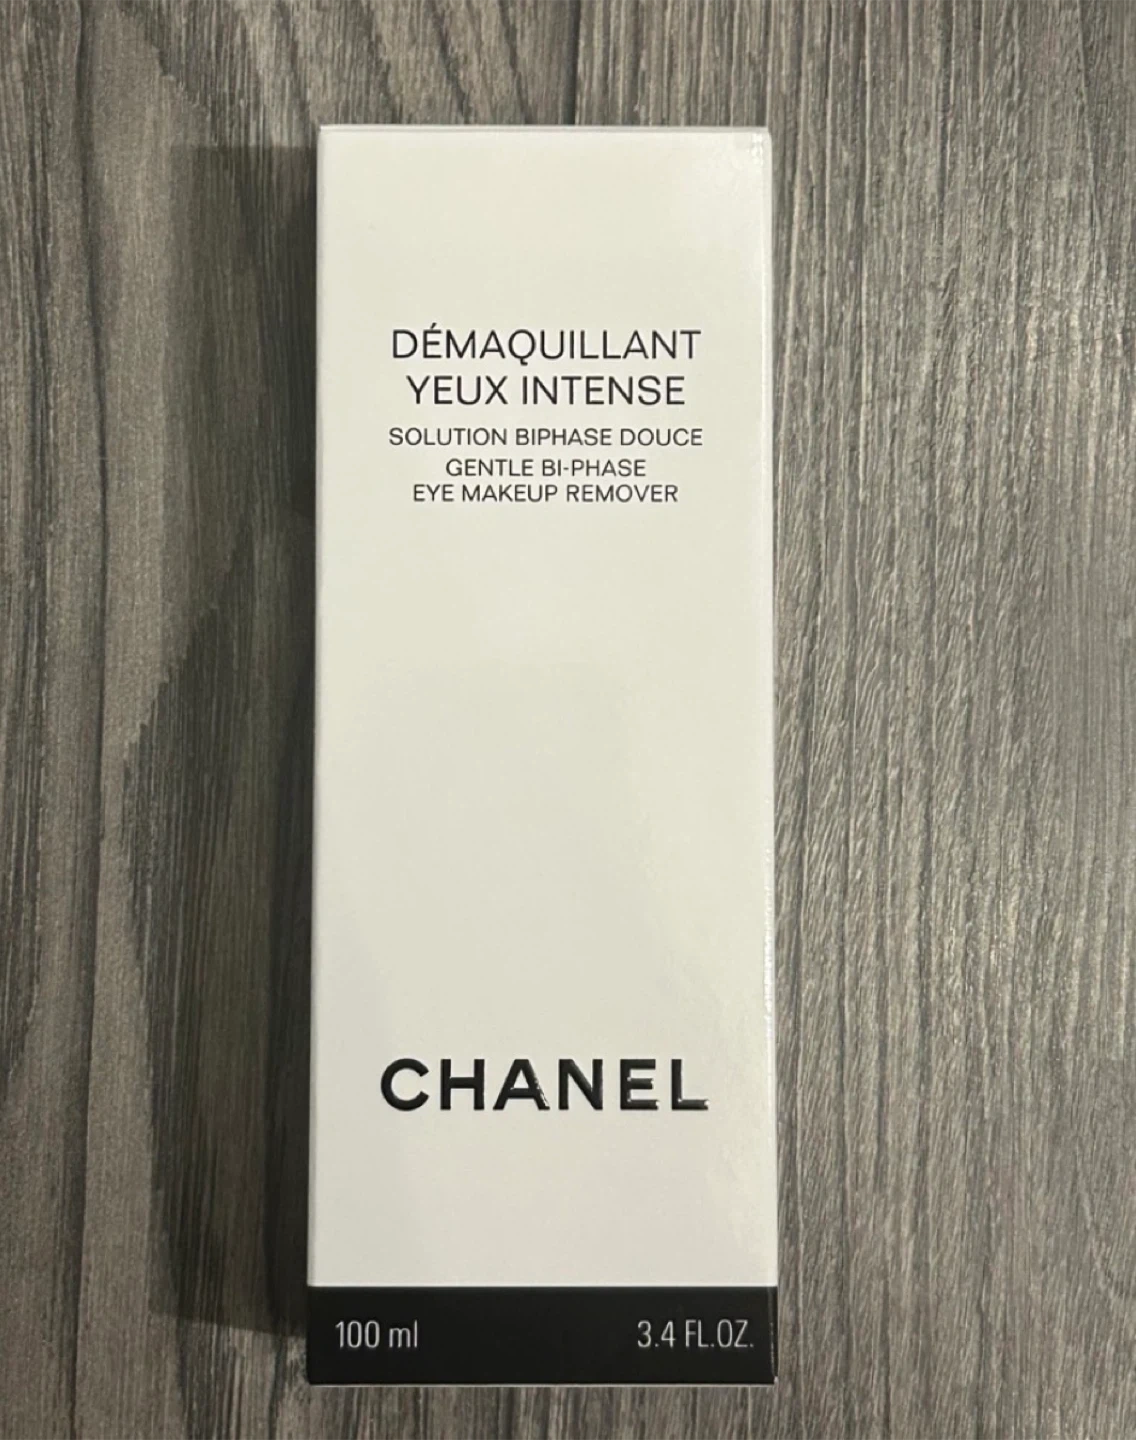 DÉMAQUILLANT
YEUX INTENSE
SOLUTION BIPHASE DOUCE
GENTLE BI-PHASE
EYE MAKEUP REMOVER
CHANEL
100 ml 3.4 FL.OZ.